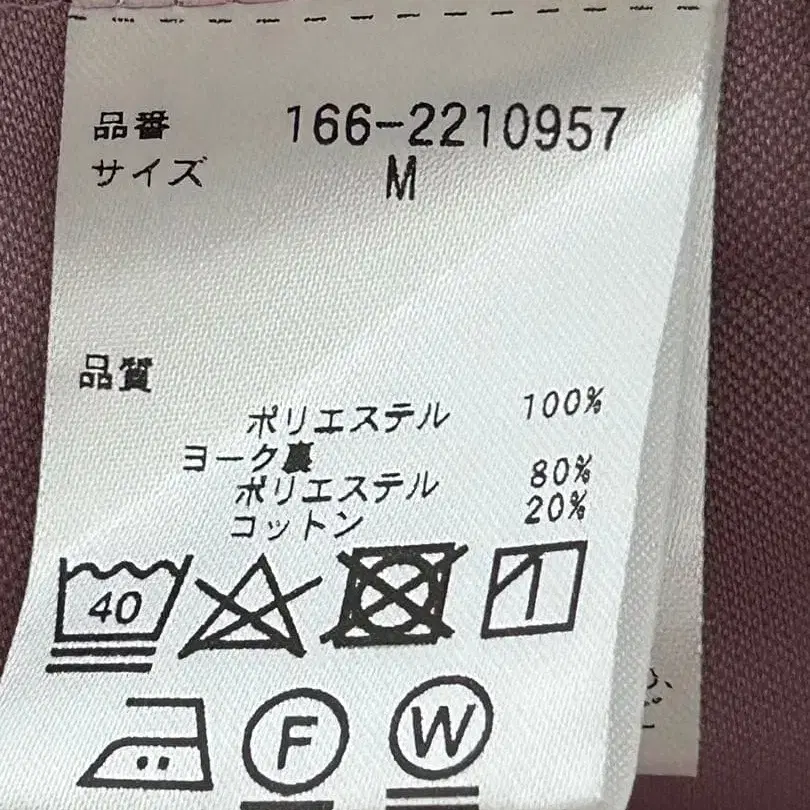 品番 166-2210957
サイズ M
品質
ポリエステル 100%
ヨーク裏
ポリエステル 80%
コットン 20%
40
F
W